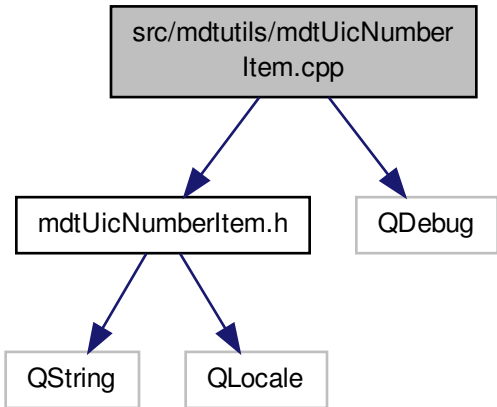 src/mdtutils/mdtUicNumber
Item.cpp
mdtUicNumberItem.h
QDebug
QString
QLocale